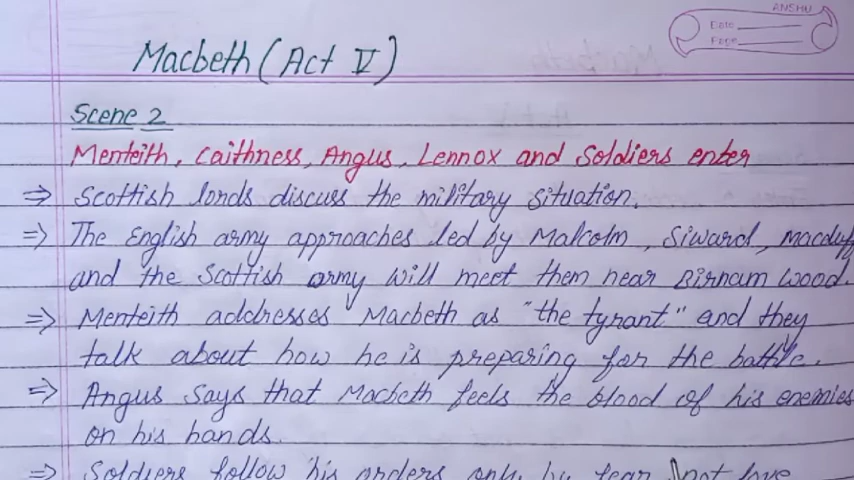 ANSHU
Date
Page
Macbeth (Act V)
Scene 2
Menteith, Caithness, Angus, Lennox and Soldiers enter
⇒ Scottish lords discuss the military situation.
⇒ The English army approaches led by Malcolm, Siward, Macduff
and the Scottish army will meet them near Birnam Wood.
⇒ Menteith addresses Macbeth as "the tyrant" and they
talk about how he is preparing for the battle.
⇒ Angus says that Macbeth feels the blood of his enemies
on his hands.
⇒ Soldiers follow his orders only by fear not love